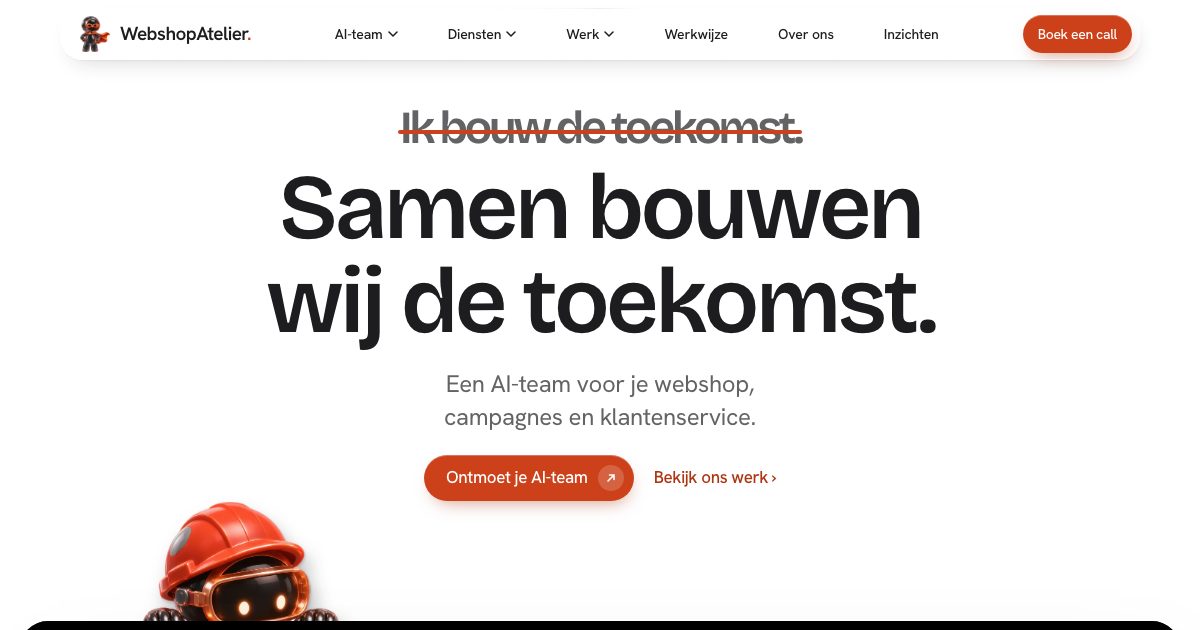 WebshopAtelier.
AI-team
Diensten
Werk
Werkwijze
Over ons
Inzichten
Boek een call
Ik bouw de toekomst.
Samen bouwen
wij de toekomst.
Een AI-team voor je webshop,
campagnes en klantenservice.
Ontmoet je AI-team
Bekijk ons werk ›